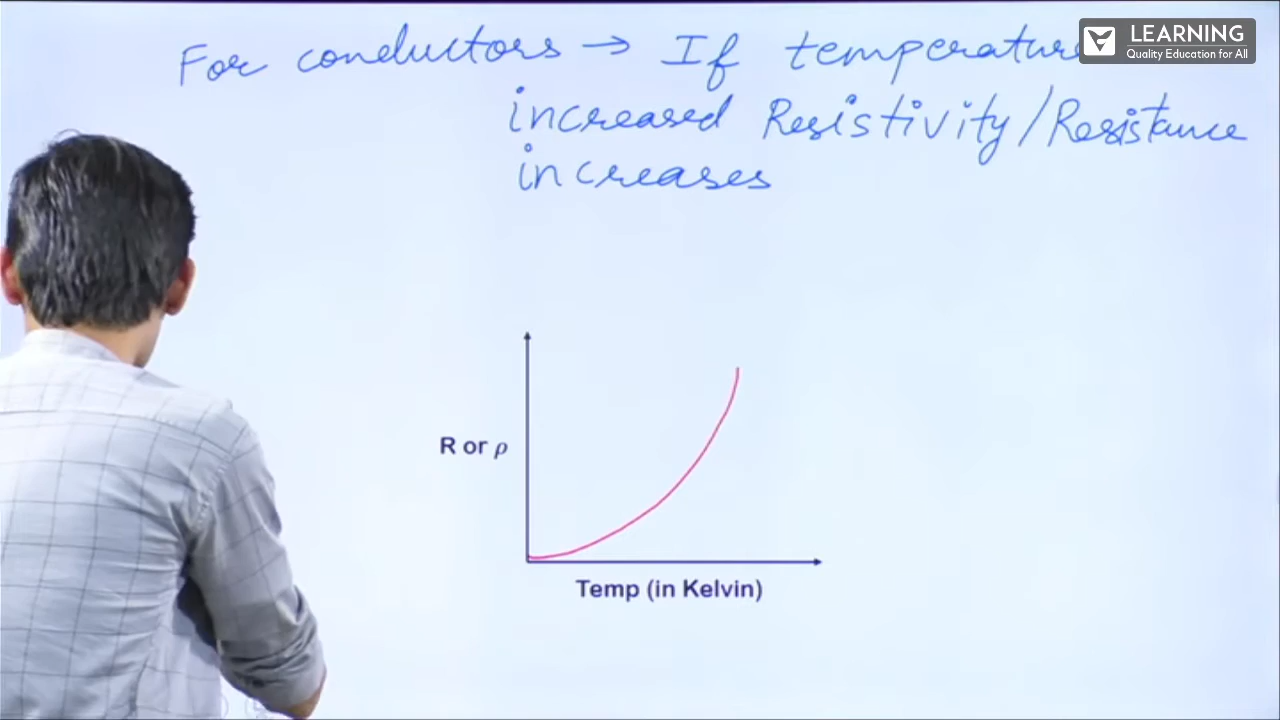 LEARNING
Quality Education for All
For conductors → If temperature
increased Resistivity/Resistance
increases
R or ρ
Temp (in Kelvin)